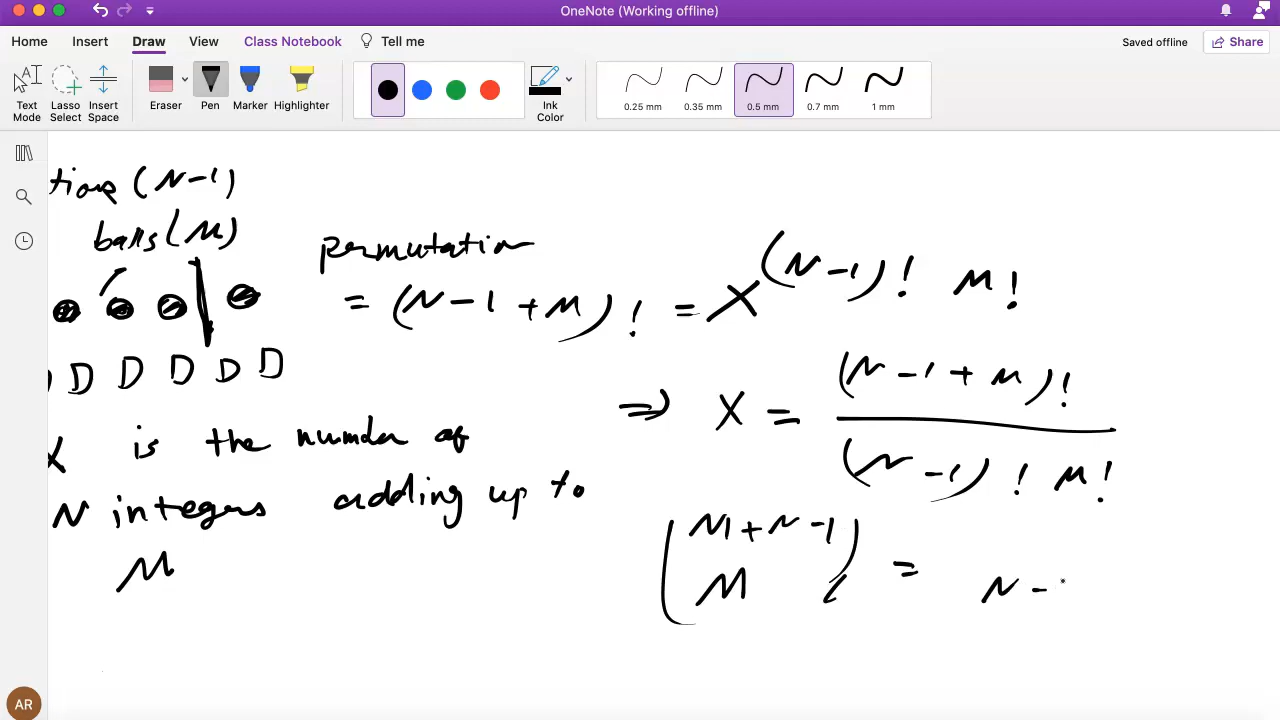 OneNote (Working offline)
Home Insert Draw View Class Notebook Tell me
Saved offline Share
Text Mode Lasso Select Insert Space Eraser Pen Marker Highlighter Ink Color 0.25 mm 0.35 mm 0.5 mm 0.7 mm 1 mm
tions (N-1)
balls (M)
permutation
= (N-1+M)! = X (N-1)! M!
D D D D D
=> X = (N-1+M)! / (N-1)! M!
X is the numder of
N integers adding up to
M
(M+N-1
M) = N-
AR